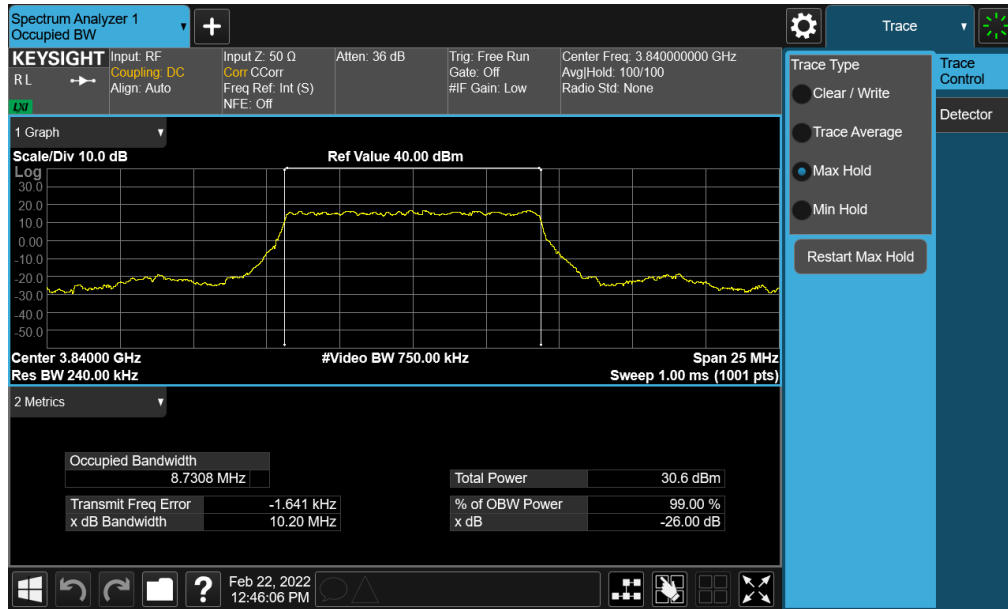 Spectrum Analyzer 1
Occupied BW
Trace
KEYSIGHT
R L
LXI
Input: RF
Coupling: DC
Align: Auto
Input Z: 50 Ω
Corr CCorr
Freq Ref: Int (S)
NFE: Off
Atten: 36 dB
Trig: Free Run
Gate: Off
#IF Gain: Low
Center Freq: 3.840000000 GHz
Avg|Hold: 100/100
Radio Std: None
1 Graph
Scale/Div 10.0 dB
Ref Value 40.00 dBm
Log
30.0
20.0
10.0
0.00
-10.0
-20.0
-30.0
-40.0
-50.0
Center 3.84000 GHz
#Video BW 750.00 kHz
Span 25 MHz
Res BW 240.00 kHz
Sweep 1.00 ms (1001 pts)
2 Metrics
Occupied Bandwidth
8.7308 MHz
Total Power 30.6 dBm
Transmit Freq Error -1.641 kHz
% of OBW Power 99.00 %
x dB Bandwidth 10.20 MHz
x dB -26.00 dB
?
Feb 22, 2022
12:46:06 PM
Trace Type
Clear / Write
Trace Average
Max Hold
Min Hold
Restart Max Hold
Trace
Control
Detector